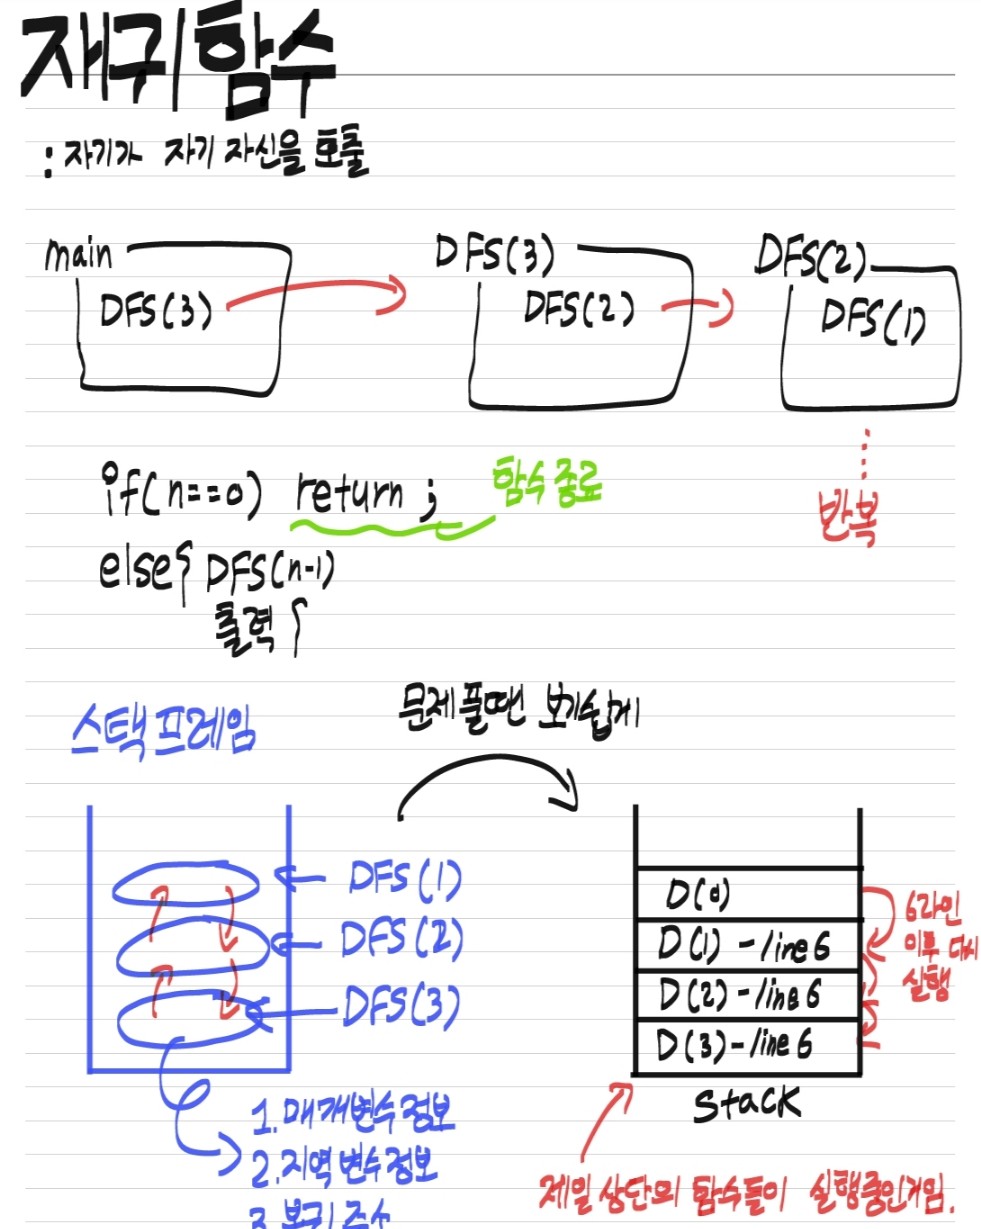 재귀함수
: 자기가 자기 자신을 호출
main
DFS(3)
DFS(3)
DFS(2)
DFS(2)
DFS(1)
⋮
반복
if(n==0) return ;
함수 종료
else{ DFS(n-1)
출력 }
스택 프레임
문제 풀땐 보기쉽게
DFS(1)
DFS(2)
DFS(3)
1. 매개변수 정보
2. 지역 변수 정보
3. 복귀 주소
D(0)
D(1) - line 6
D(2) - line 6
D(3) - line 6
Stack
6라인
이후 다시
실행
제일 상단의 함수들이 실행중인거임.